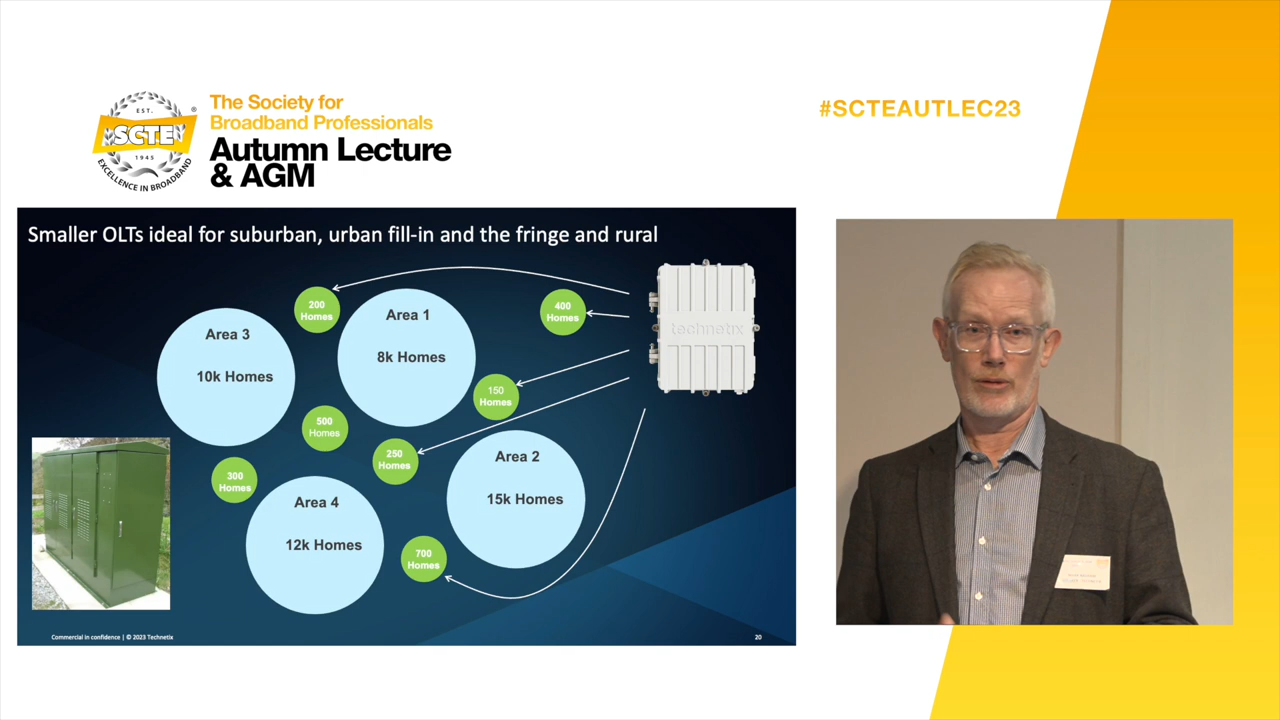 EST.
SCTE
®
1945
EXCELLENCE IN BROADBAND
The Society for
Broadband Professionals
Autumn Lecture
& AGM
#SCTEAUTLEC23
Smaller OLTs ideal for suburban, urban fill-in and the fringe and rural
200
Homes
Area 1
8k Homes
400
Homes
technetix
Area 3
10k Homes
150
Homes
500
Homes
250
Homes
Area 2
15k Homes
300
Homes
Area 4
12k Homes
700
Homes
Commercial in confidence | © 2023 Technetix
20